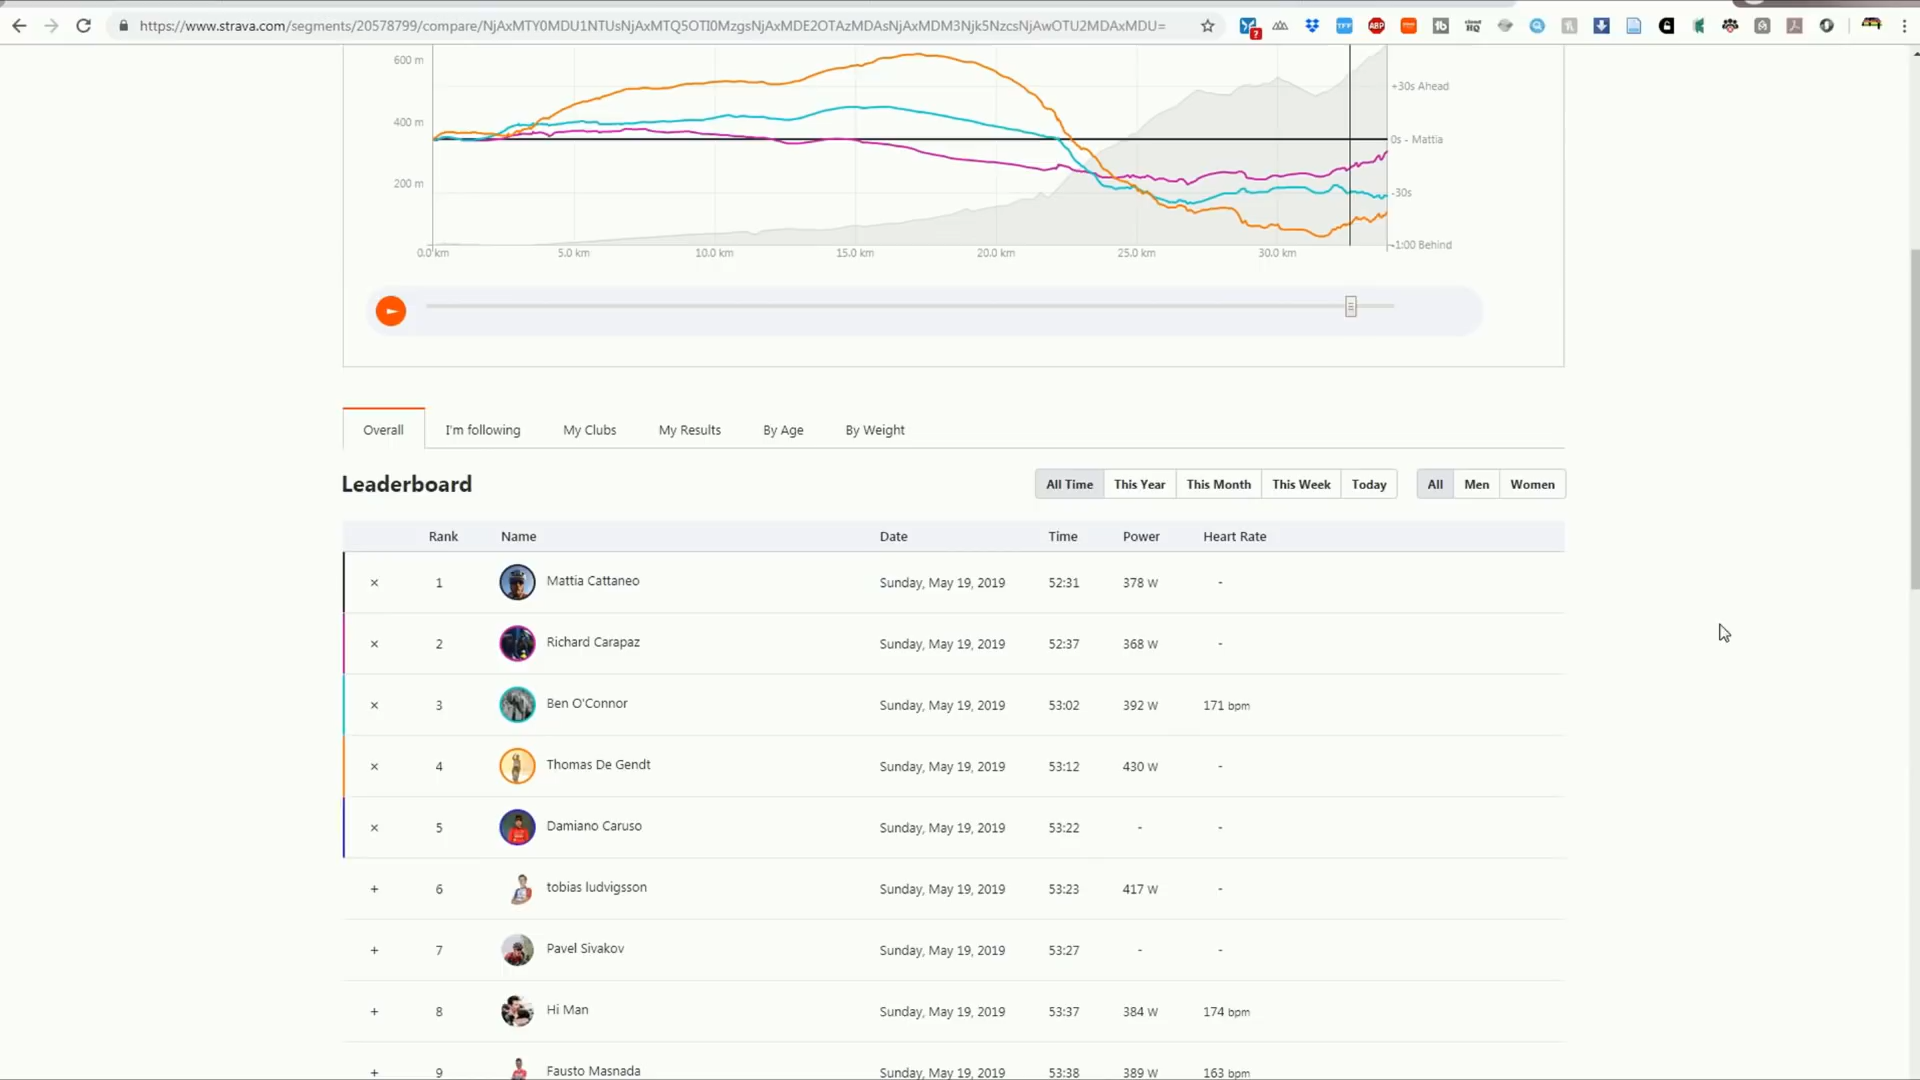 https://www.strava.com/segments/20578799/compare/NjAxMTY0MDU1NTUsNjAxMTQ5OTI0MzgsNjAxMDE2OTAzMDAsNjAxMDM3Njk5NzcsNjAwOTU2MDAxMDU=
600 m
+30s Ahead
400 m
0s - Mattia
200 m
-30s
-1:00 Behind
0.0 km 5.0 km 10.0 km 15.0 km 20.0 km 25.0 km 30.0 km
Overall I'm following My Clubs My Results By Age By Weight
Leaderboard All Time This Year This Month This Week Today All Men Women
Rank Name Date Time Power Heart Rate
× 1 Mattia Cattaneo Sunday, May 19, 2019 52:31 378 W -
× 2 Richard Carapaz Sunday, May 19, 2019 52:37 368 W -
× 3 Ben O'Connor Sunday, May 19, 2019 53:02 392 W 171 bpm
× 4 Thomas De Gendt Sunday, May 19, 2019 53:12 430 W -
× 5 Damiano Caruso Sunday, May 19, 2019 53:22 - -
+ 6 tobias ludvigsson Sunday, May 19, 2019 53:23 417 W -
+ 7 Pavel Sivakov Sunday, May 19, 2019 53:27 - -
+ 8 Hi Man Sunday, May 19, 2019 53:37 384 W 174 bpm
+ 9 Fausto Masnada Sunday, May 19, 2019 53:38 389 W 163 bpm